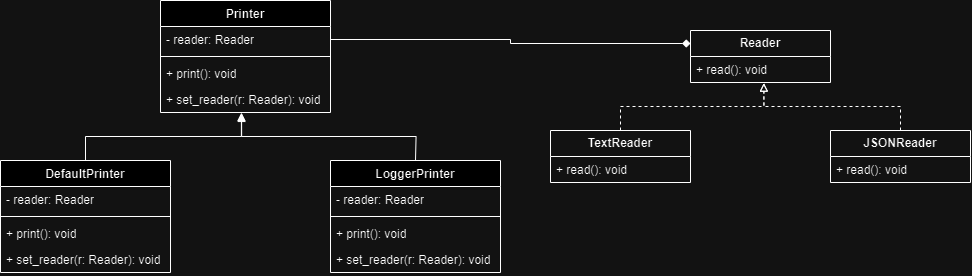 Printer
- reader: Reader
+ print(): void
+ set_reader(r: Reader): void
Reader
+ read(): void
TextReader
+ read(): void
JSONReader
+ read(): void
DefaultPrinter
- reader: Reader
+ print(): void
+ set_reader(r: Reader): void
LoggerPrinter
- reader: Reader
+ print(): void
+ set_reader(r: Reader): void